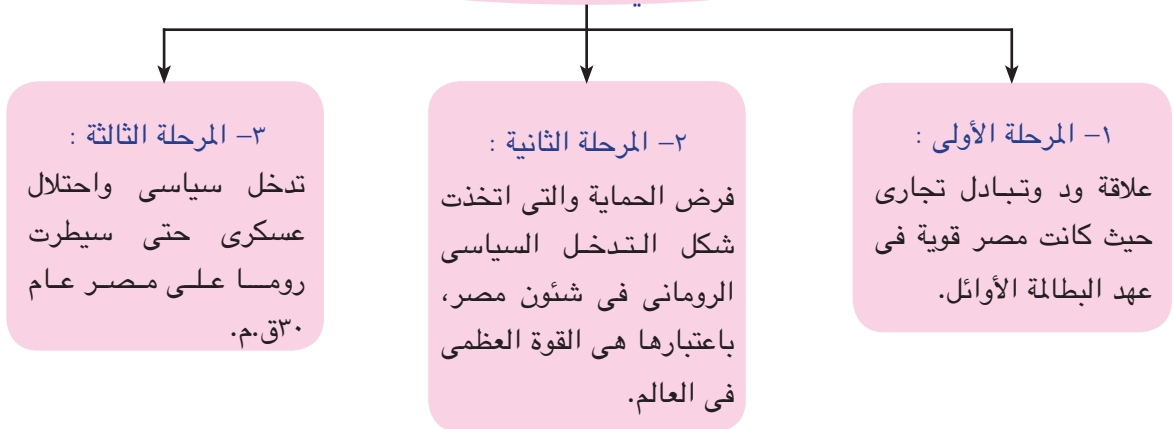 ١– المرحلة الأولى :
علاقة ود وتبادل تجارى
حيث كانت مصر قوية فى
عهد البطالمة الأوائل.
٢– المرحلة الثانية :
فرض الحماية والتى اتخذت
شكل التدخل السياسى
الرومانى فى شئون مصر،
باعتبارها هى القوة العظمى
فى العالم.
٣– المرحلة الثالثة :
تدخل سياسى واحتلال
عسكرى حتى سيطرت
روما على مصر عام
٣٠ق.م.